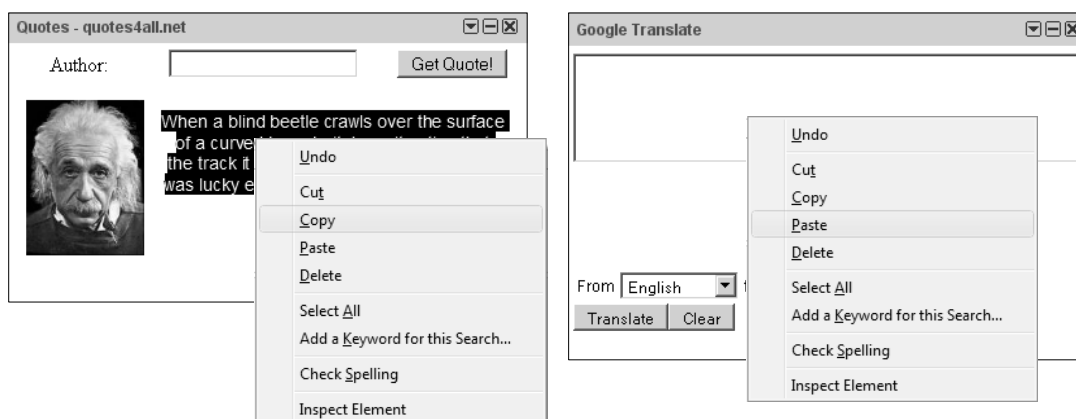 Quotes - quotes4all.net
Author:
Get Quote!
When a blind beetle crawls over the surface
of a curve
the track it
was lucky e
Undo
Cut
Copy
Paste
Delete
Select All
Add a Keyword for this Search...
Check Spelling
Inspect Element
Google Translate
Undo
Cut
Copy
Paste
Delete
Select All
Add a Keyword for this Search...
Check Spelling
Inspect Element
From English
Translate Clear